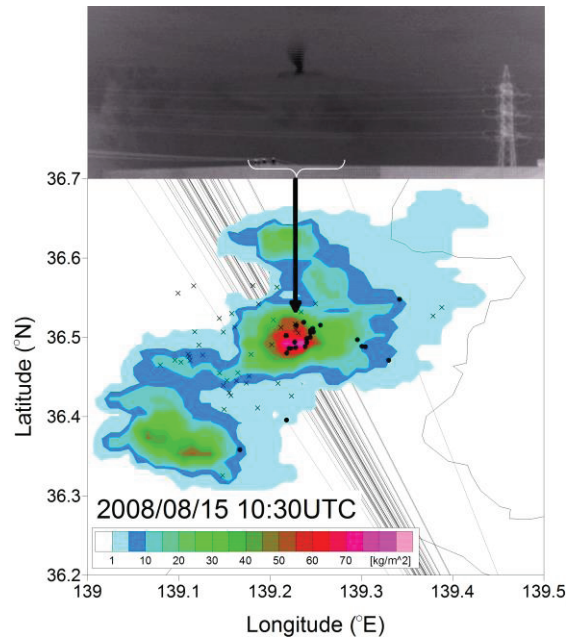 36.7
36.6
36.5
36.4
36.3
36.2
Latitude (°N)
2008/08/15 10:30UTC
1 10 20 30 40 50 60 70 [kg/m^2]
139 139.1 139.2 139.3 139.4 139.5
Longitude (°E)